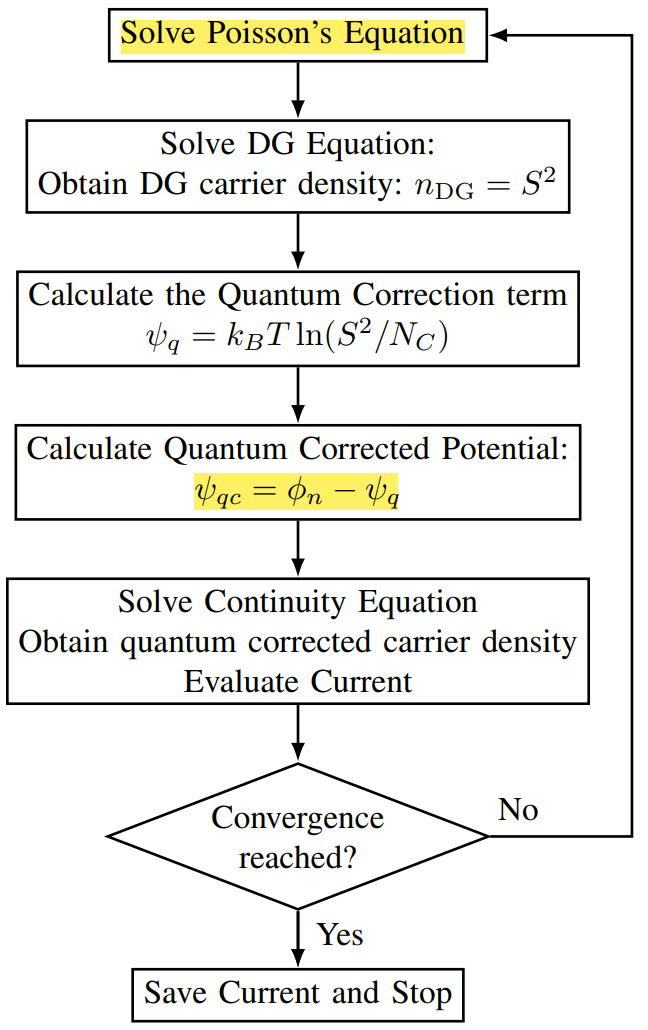 Solve Poisson's Equation
Solve DG Equation:
Obtain DG carrier density: n_DG = S²
Calculate the Quantum Correction term
ψ_q = k_B T ln(S²/N_C)
Calculate Quantum Corrected Potential:
ψ_qc = ϕ_n − ψ_q
Solve Continuity Equation
Obtain quantum corrected carrier density
Evaluate Current
Convergence
reached?
No
Yes
Save Current and Stop